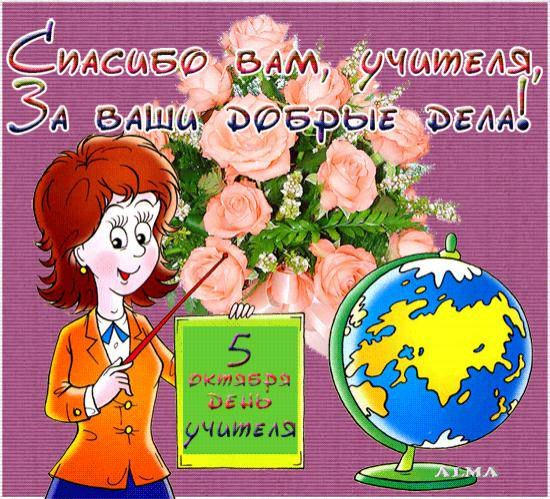 Спасибо вам, учителя,
За ваши добрые дела!
5
октября
день
учителя
ALMA